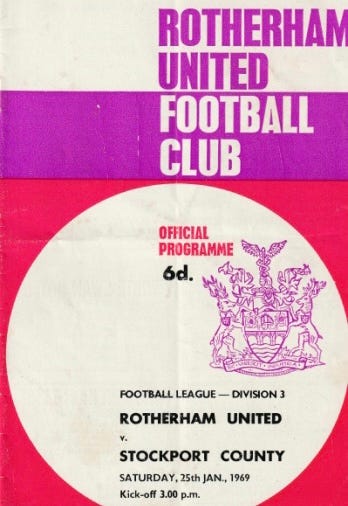 ROTHERHAM
UNITED
FOOTBALL
CLUB
OFFICIAL
PROGRAMME
6d.
FOOTBALL LEAGUE — DIVISION 3
ROTHERHAM UNITED
v.
STOCKPORT COUNTY
SATURDAY, 25th JAN., 1969
Kick-off 3.00 p.m.